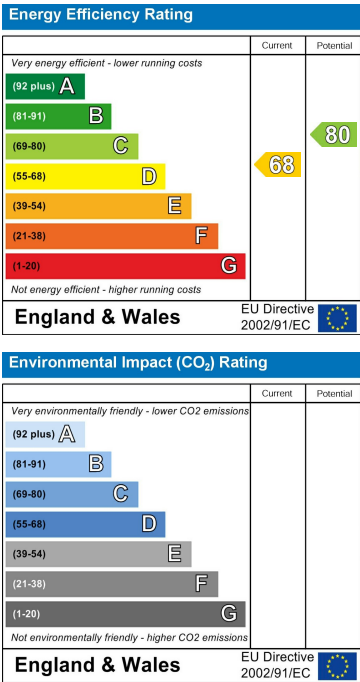 Energy Efficiency Rating
Current Potential
Very energy efficient - lower running costs
(92 plus) A
(81-91) B
(69-80) C
(55-68) D
(39-54) E
(21-38) F
(1-20) G
68
80
Not energy efficient - higher running costs
England & Wales
EU Directive
2002/91/EC
Environmental Impact (CO₂) Rating
Current Potential
Very environmentally friendly - lower CO2 emissions
(92 plus) A
(81-91) B
(69-80) C
(55-68) D
(39-54) E
(21-38) F
(1-20) G
Not environmentally friendly - higher CO2 emissions
England & Wales
EU Directive
2002/91/EC